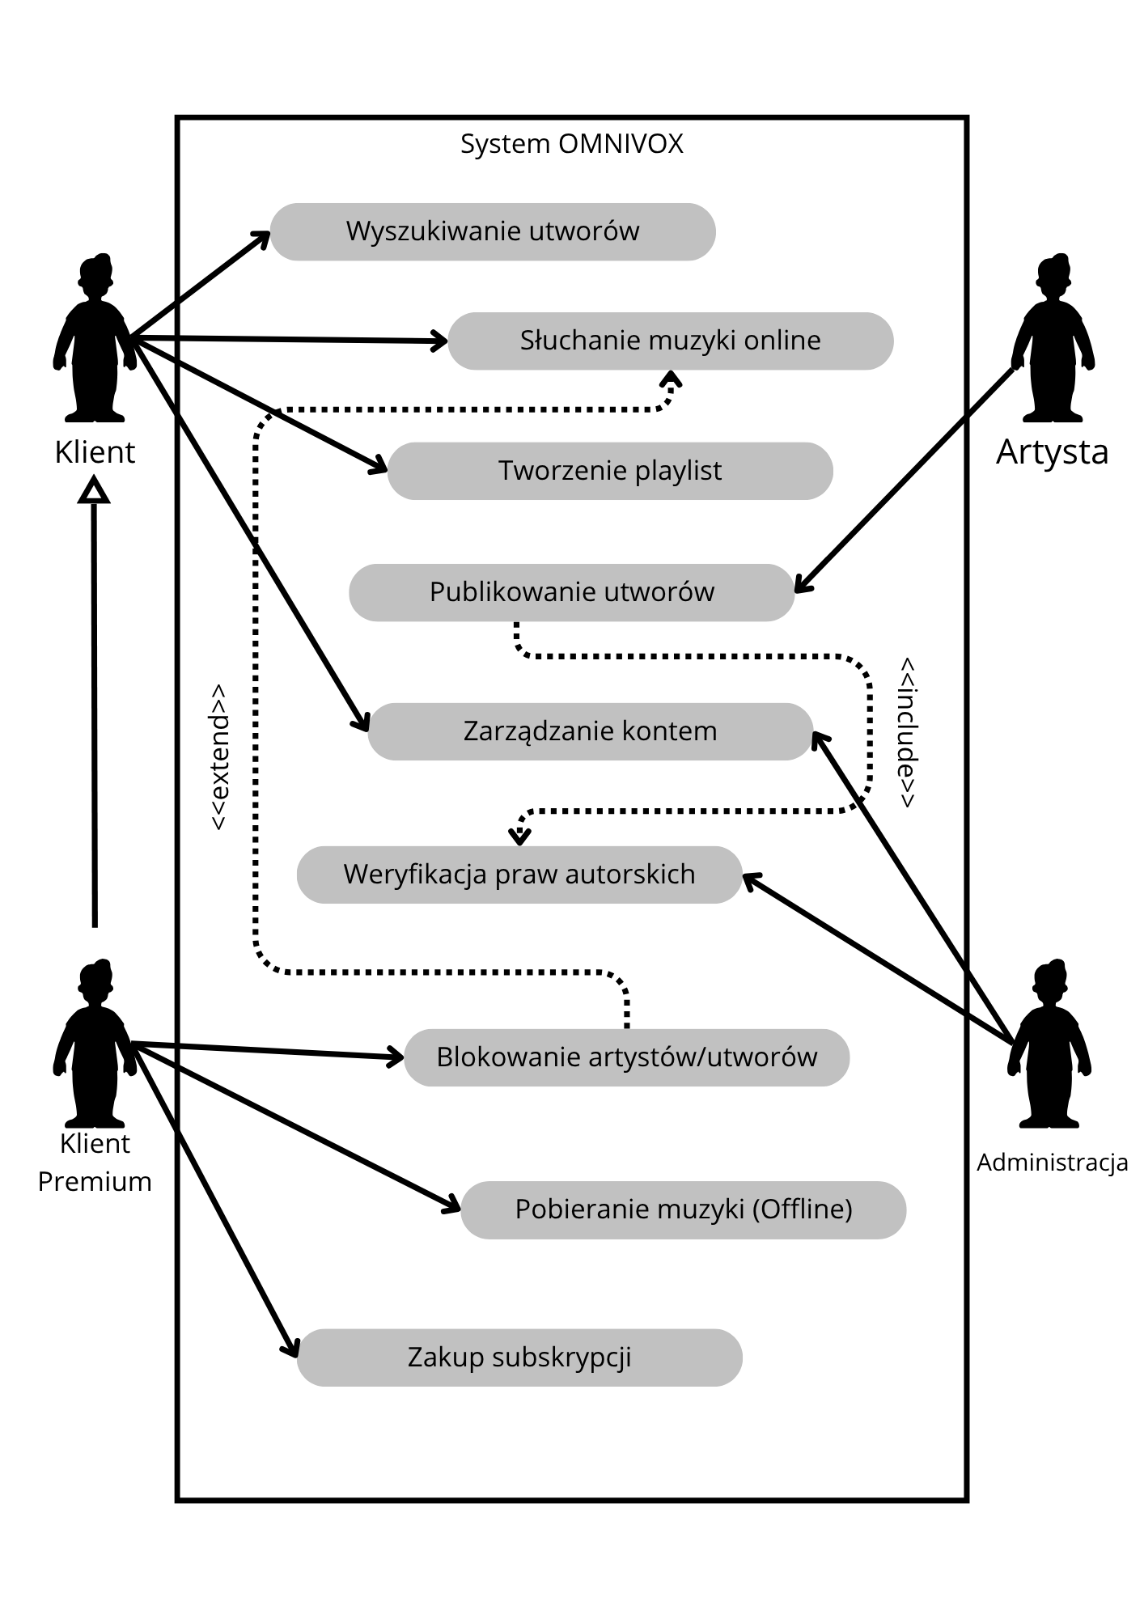 System OMNIVOX
Wyszukiwanie utworów
Słuchanie muzyki online
Klient
Artysta
Tworzenie playlist
Publikowanie utworów
<<extend>>
<<include>>
Zarządzanie kontem
Weryfikacja praw autorskich
Blokowanie artystów/utworów
Klient
Premium
Administracja
Pobieranie muzyki (Offline)
Zakup subskrypcji